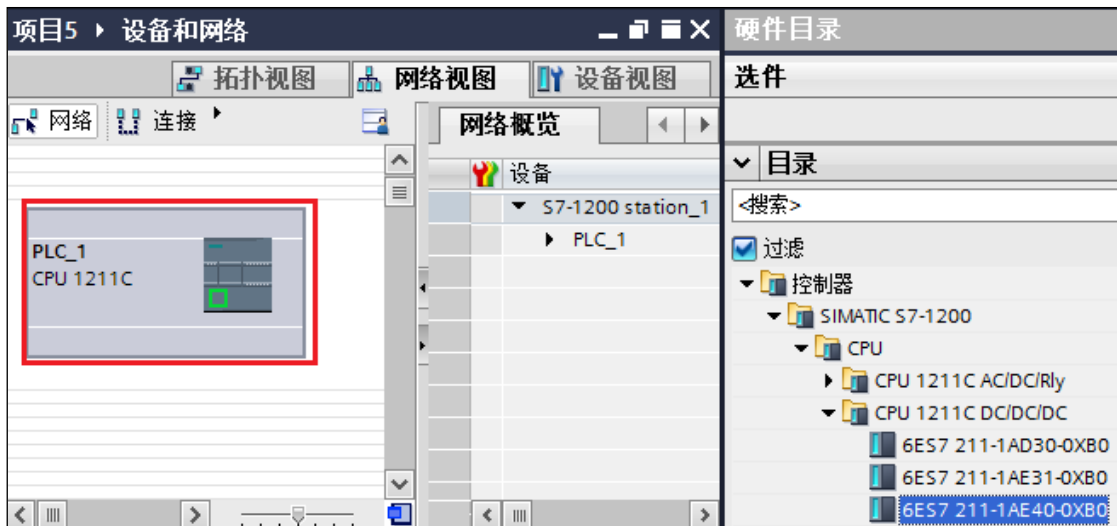 项目5 ▸ 设备和网络
拓扑视图
网络视图
设备视图
网络
连接
PLC_1
CPU 1211C
网络概览
设备
S7-1200 station_1
PLC_1
硬件目录
选件
目录
<搜索>
过滤
控制器
SIMATIC S7-1200
CPU
CPU 1211C AC/DC/Rly
CPU 1211C DC/DC/DC
6ES7 211-1AD30-0XB0
6ES7 211-1AE31-0XB0
6ES7 211-1AE40-0XB0